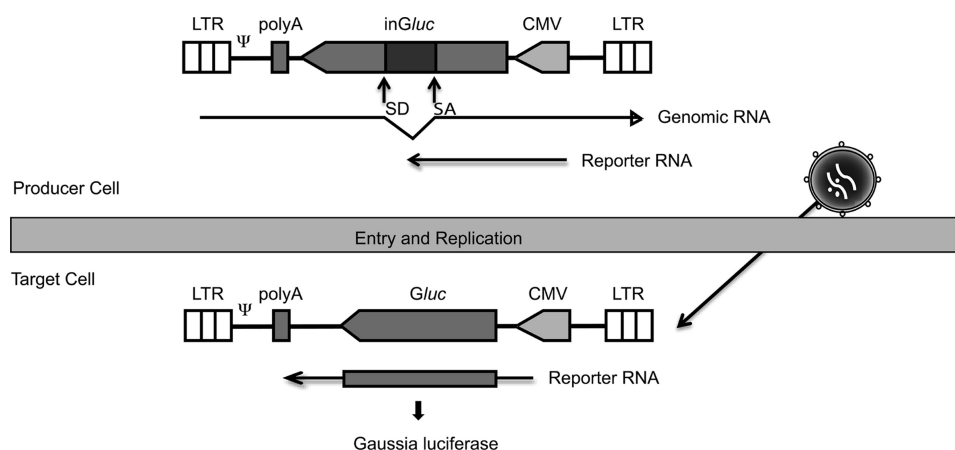 LTR Ψ polyA inGluc CMV LTR
SD SA
Genomic RNA
Reporter RNA
Producer Cell
Entry and Replication
Target Cell
LTR Ψ polyA Gluc CMV LTR
Reporter RNA
Gaussia luciferase